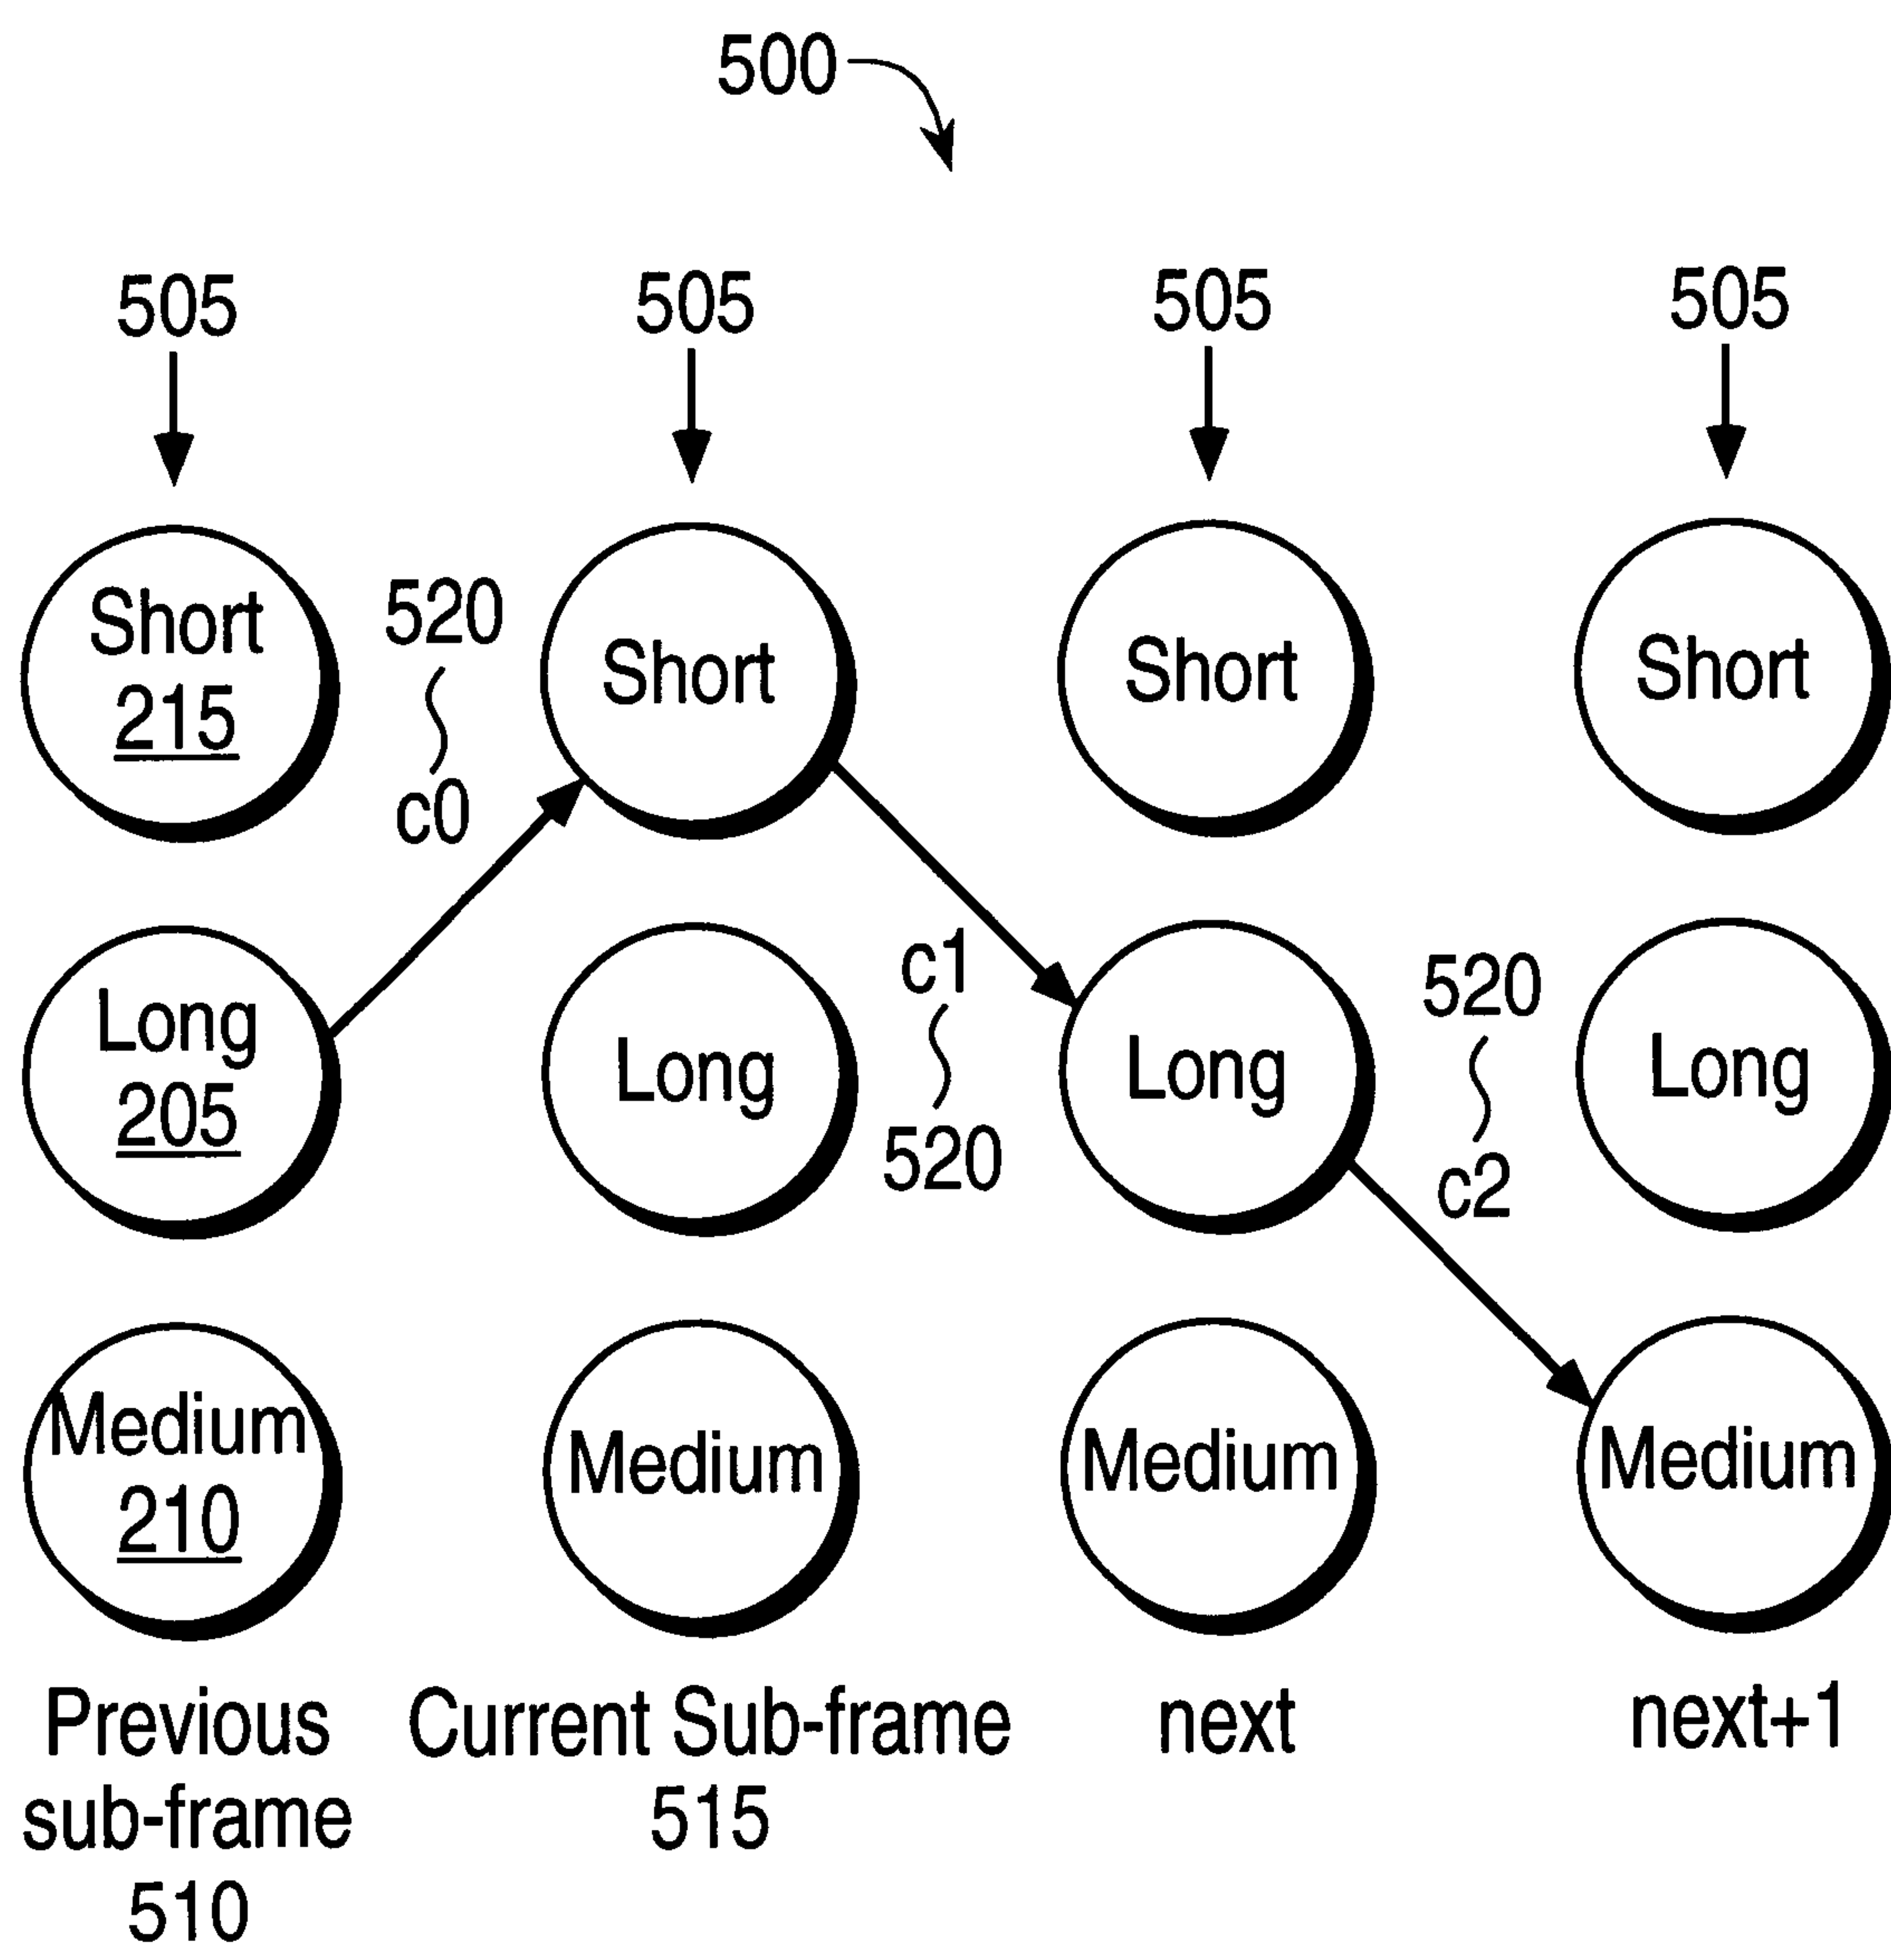 500
505 505 505 505
Short
215
520
c0
Short
Short
Short
Long
205
Long
c1
520
Long
520
c2
Long
Medium
210
Medium
Medium
Medium
Previous
sub-frame
510
Current Sub-frame
515
next
next+1